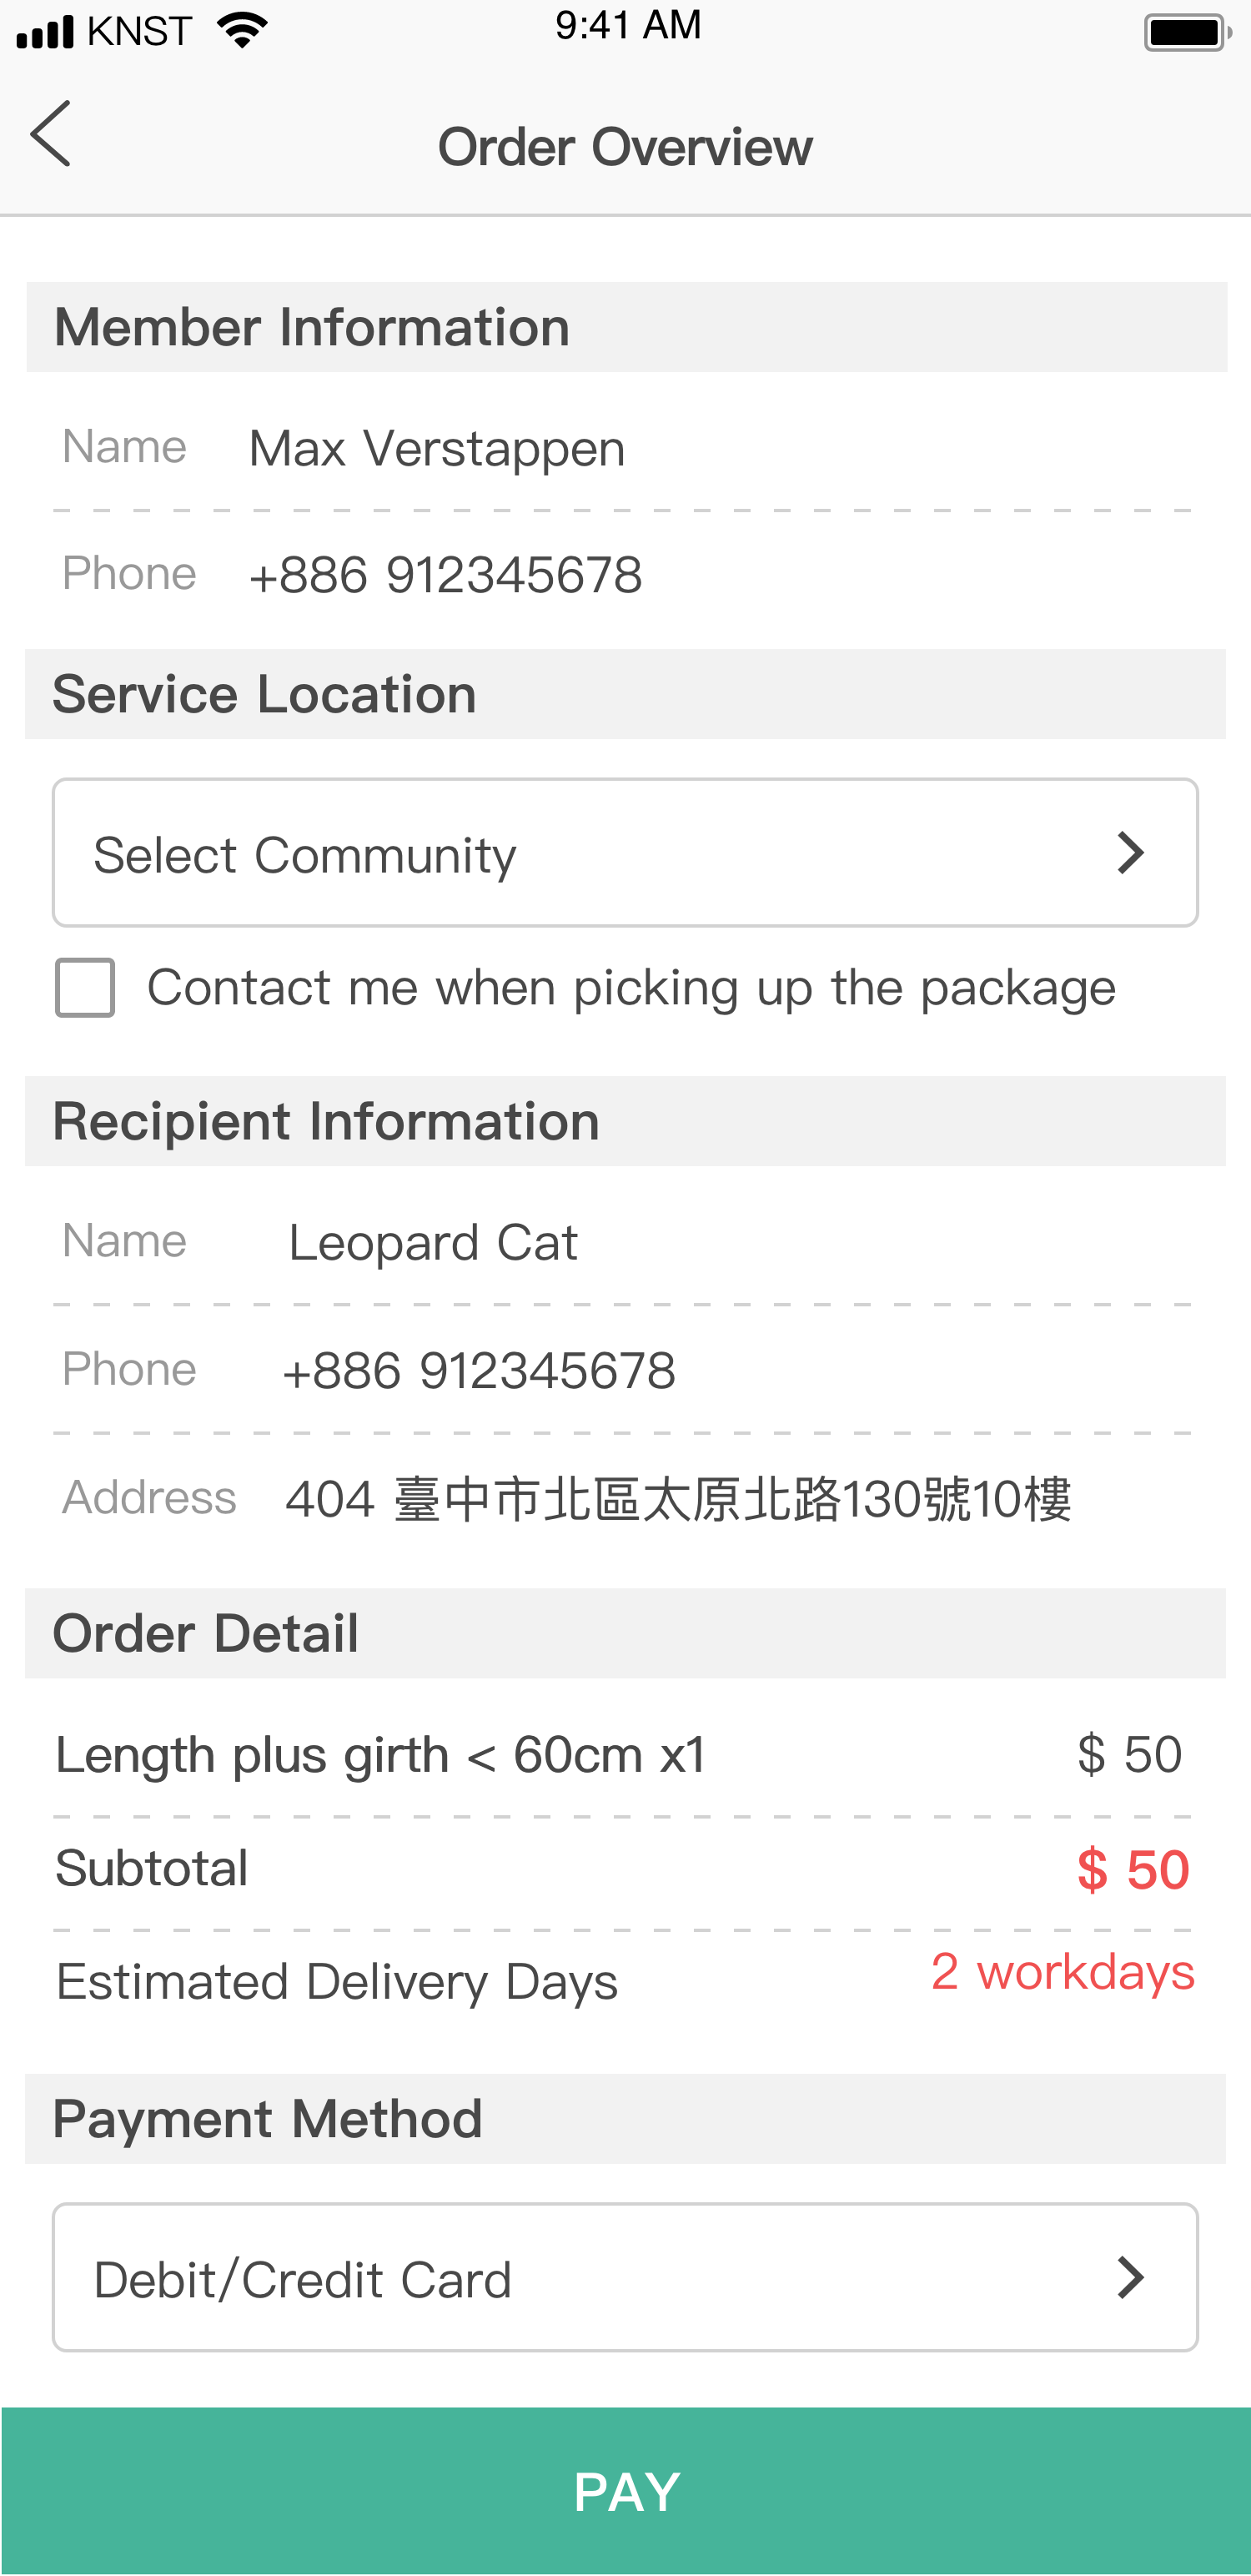 KNST 9:41 AM
Order Overview
Member Information
Name Max Verstappen
Phone +886 912345678
Service Location
Select Community
Contact me when picking up the package
Recipient Information
Name Leopard Cat
Phone +886 912345678
Address 404 臺中市北區太原北路130號10樓
Order Detail
Length plus girth < 60cm x1 $ 50
Subtotal $ 50
Estimated Delivery Days 2 workdays
Payment Method
Debit/Credit Card
PAY